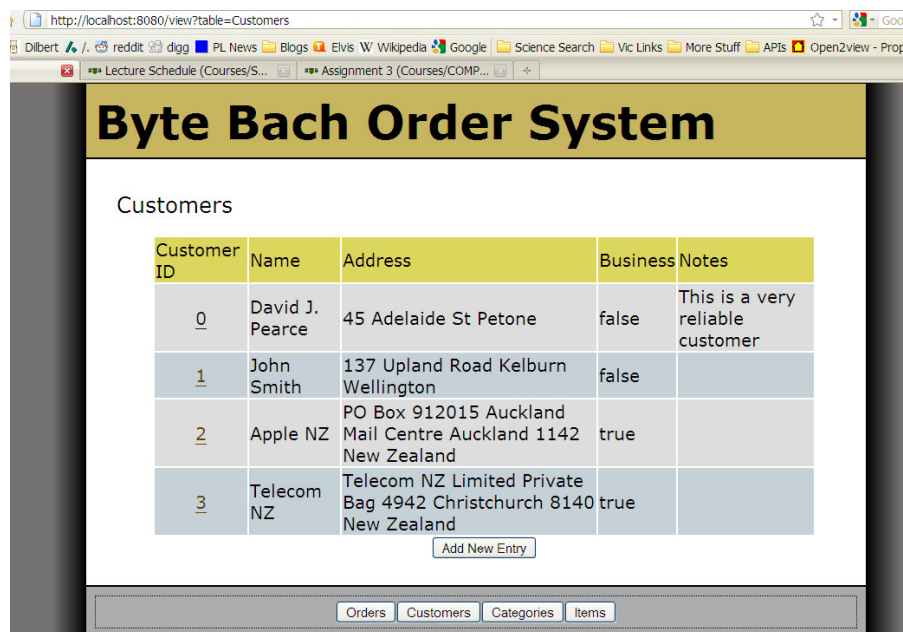 http://localhost:8080/view?table=Customers
Goo
Dilbert /. reddit digg PL News Blogs Elvis W Wikipedia Google Science Search Vic Links More Stuff APIs Open2view - Prop
Lecture Schedule (Courses/S... Assignment 3 (Courses/COMP...
Byte Bach Order System
Customers
Customer
ID
Name
Address
Business
Notes
0
David J.
Pearce
45 Adelaide St Petone
false
This is a very
reliable
customer
1
John
Smith
137 Upland Road Kelburn
Wellington
false
2
Apple NZ
PO Box 912015 Auckland
Mail Centre Auckland 1142
New Zealand
true
3
Telecom
NZ
Telecom NZ Limited Private
Bag 4942 Christchurch 8140
New Zealand
true
Add New Entry
Orders Customers Categories Items